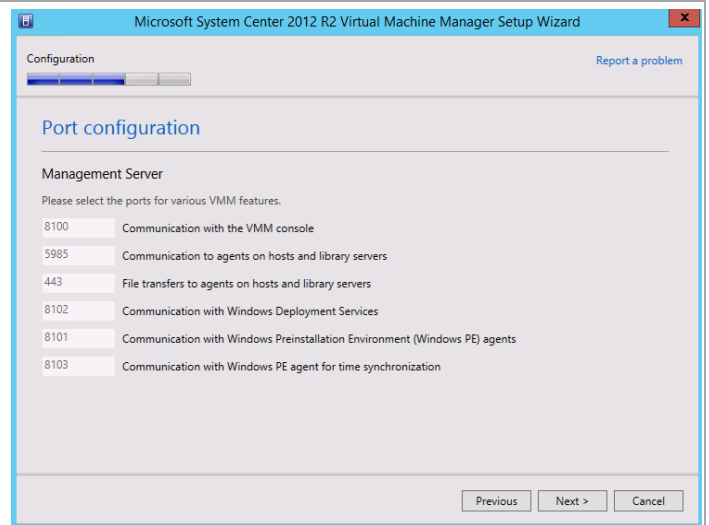 Microsoft System Center 2012 R2 Virtual Machine Manager Setup Wizard
x
Configuration
Report a problem
Port configuration
Management Server
Please select the ports for various VMM features.
8100 Communication with the VMM console
5985 Communication to agents on hosts and library servers
443 File transfers to agents on hosts and library servers
8102 Communication with Windows Deployment Services
8101 Communication with Windows Preinstallation Environment (Windows PE) agents
8103 Communication with Windows PE agent for time synchronization
Previous Next > Cancel